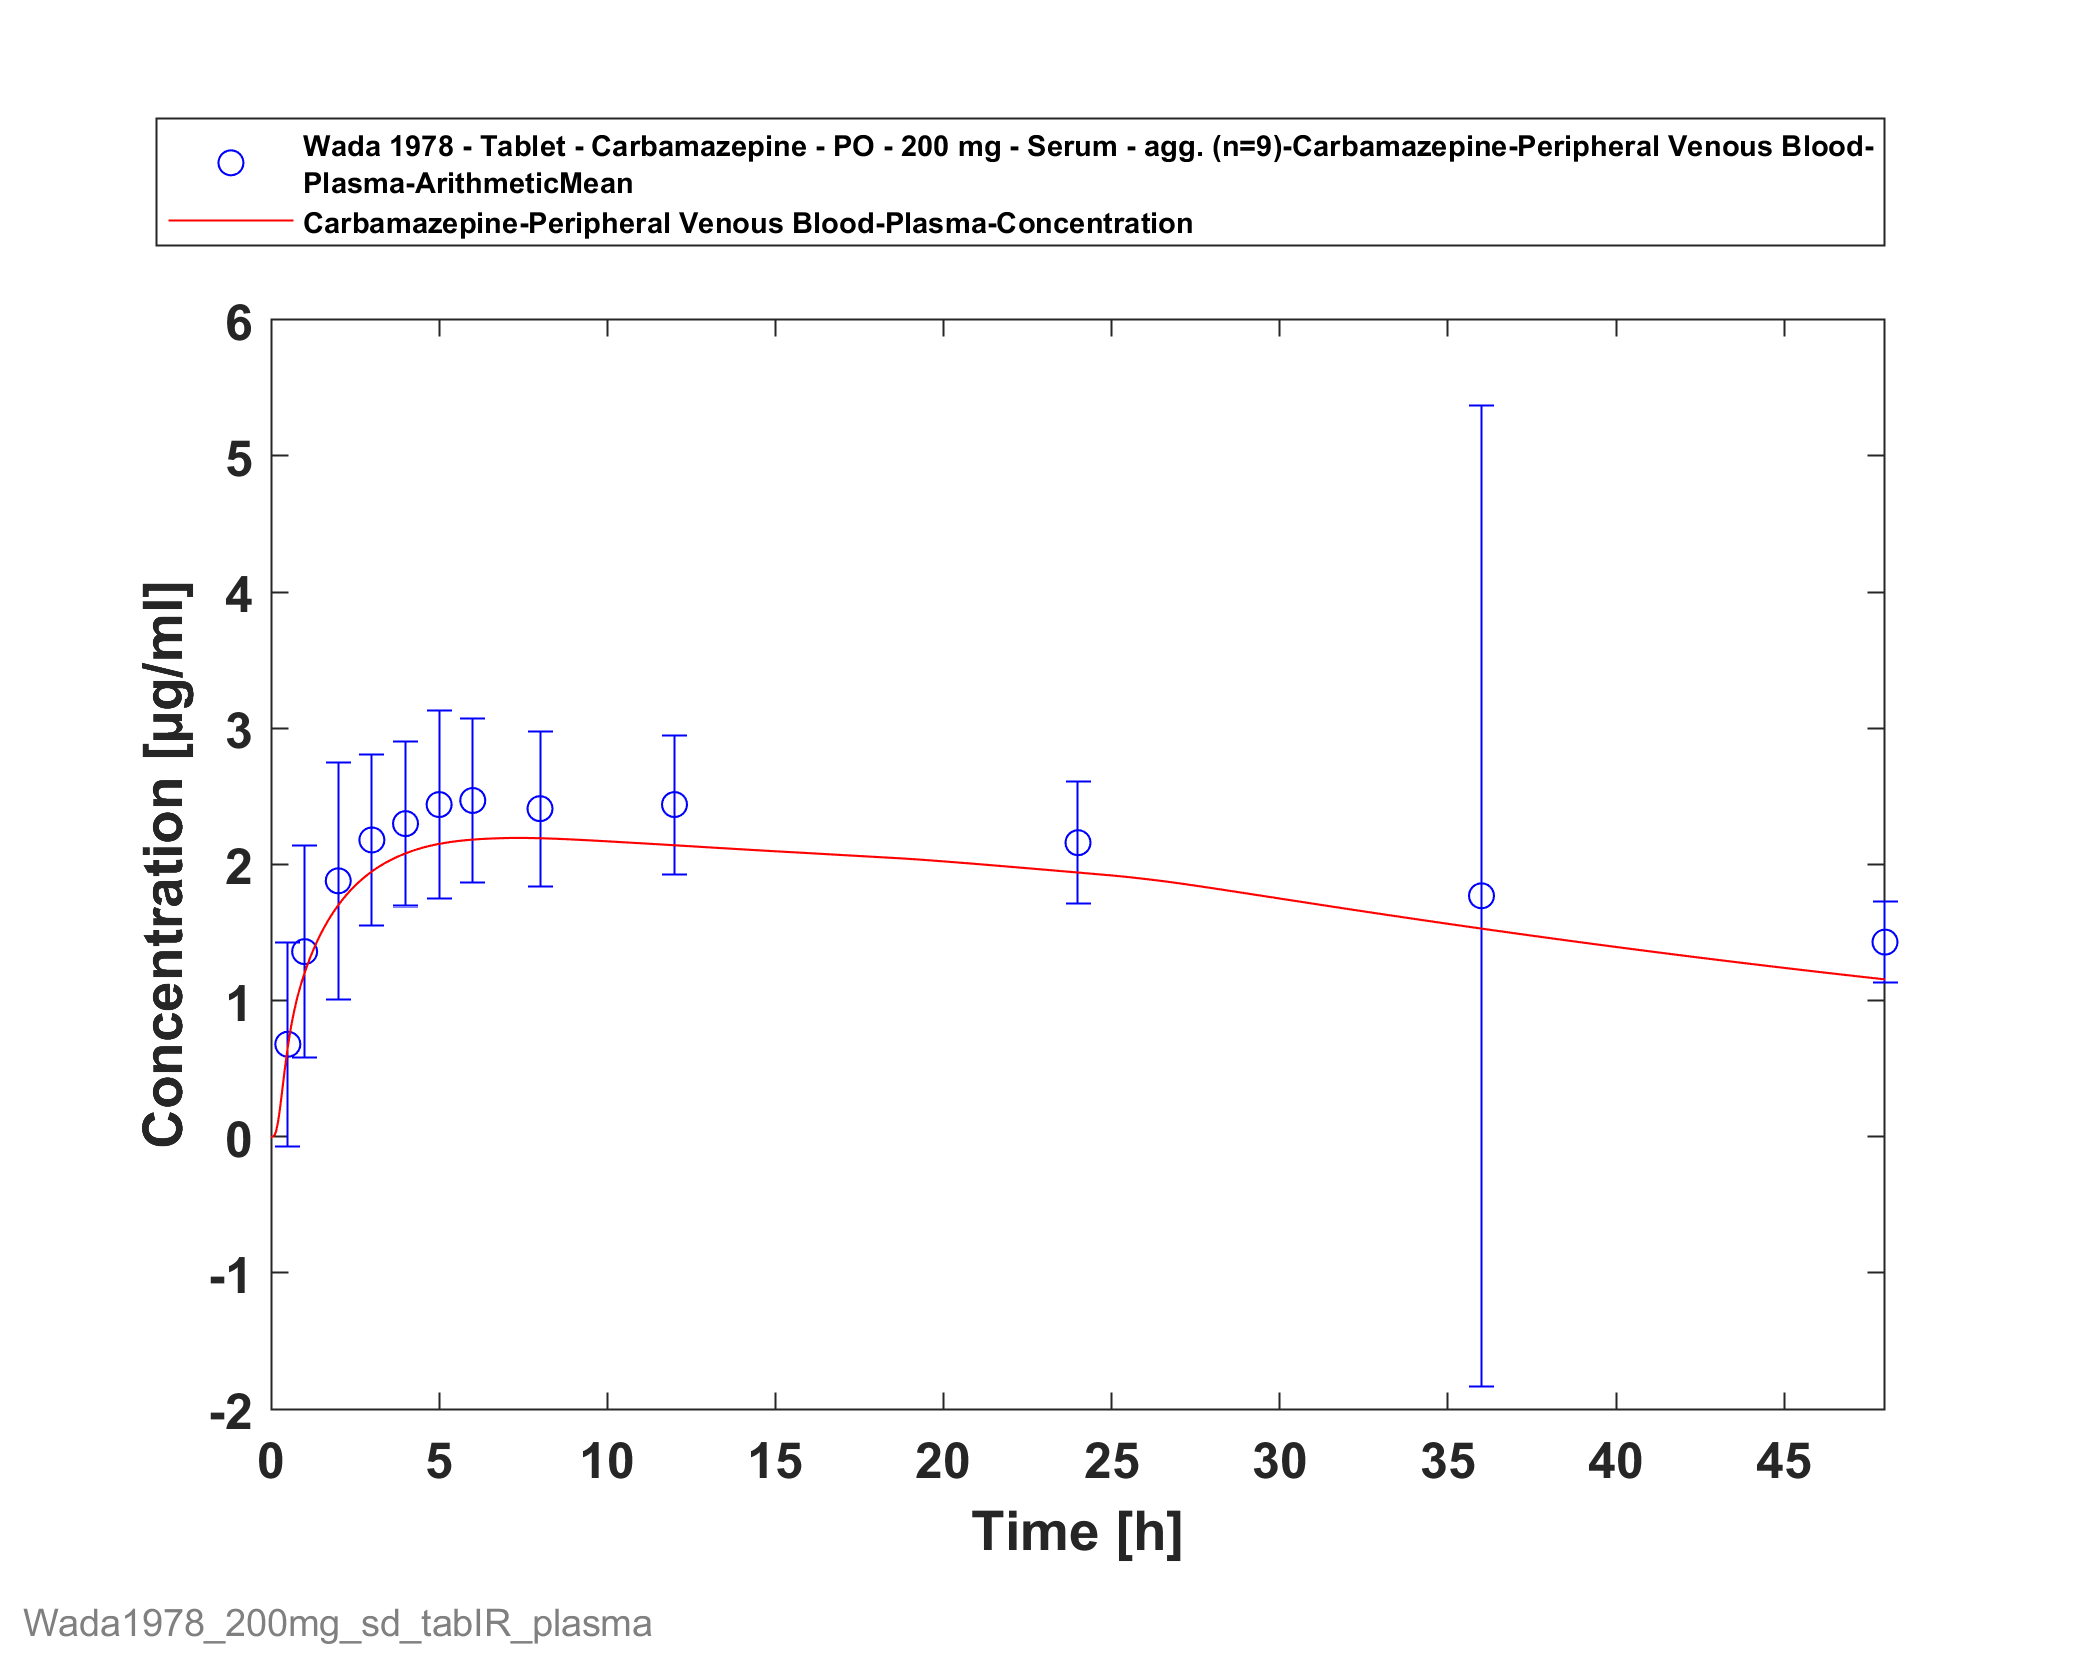 Wada 1978 - Tablet - Carbamazepine - PO - 200 mg - Serum - agg. (n=9)-Carbamazepine-Peripheral Venous Blood-
Plasma-ArithmeticMean
Carbamazepine-Peripheral Venous Blood-Plasma-Concentration
6
5
4
3
2
1
0
-1
-2
Concentration [µg/ml]
0 5 10 15 20 25 30 35 40 45
Time [h]
Wada1978_200mg_sd_tabIR_plasma